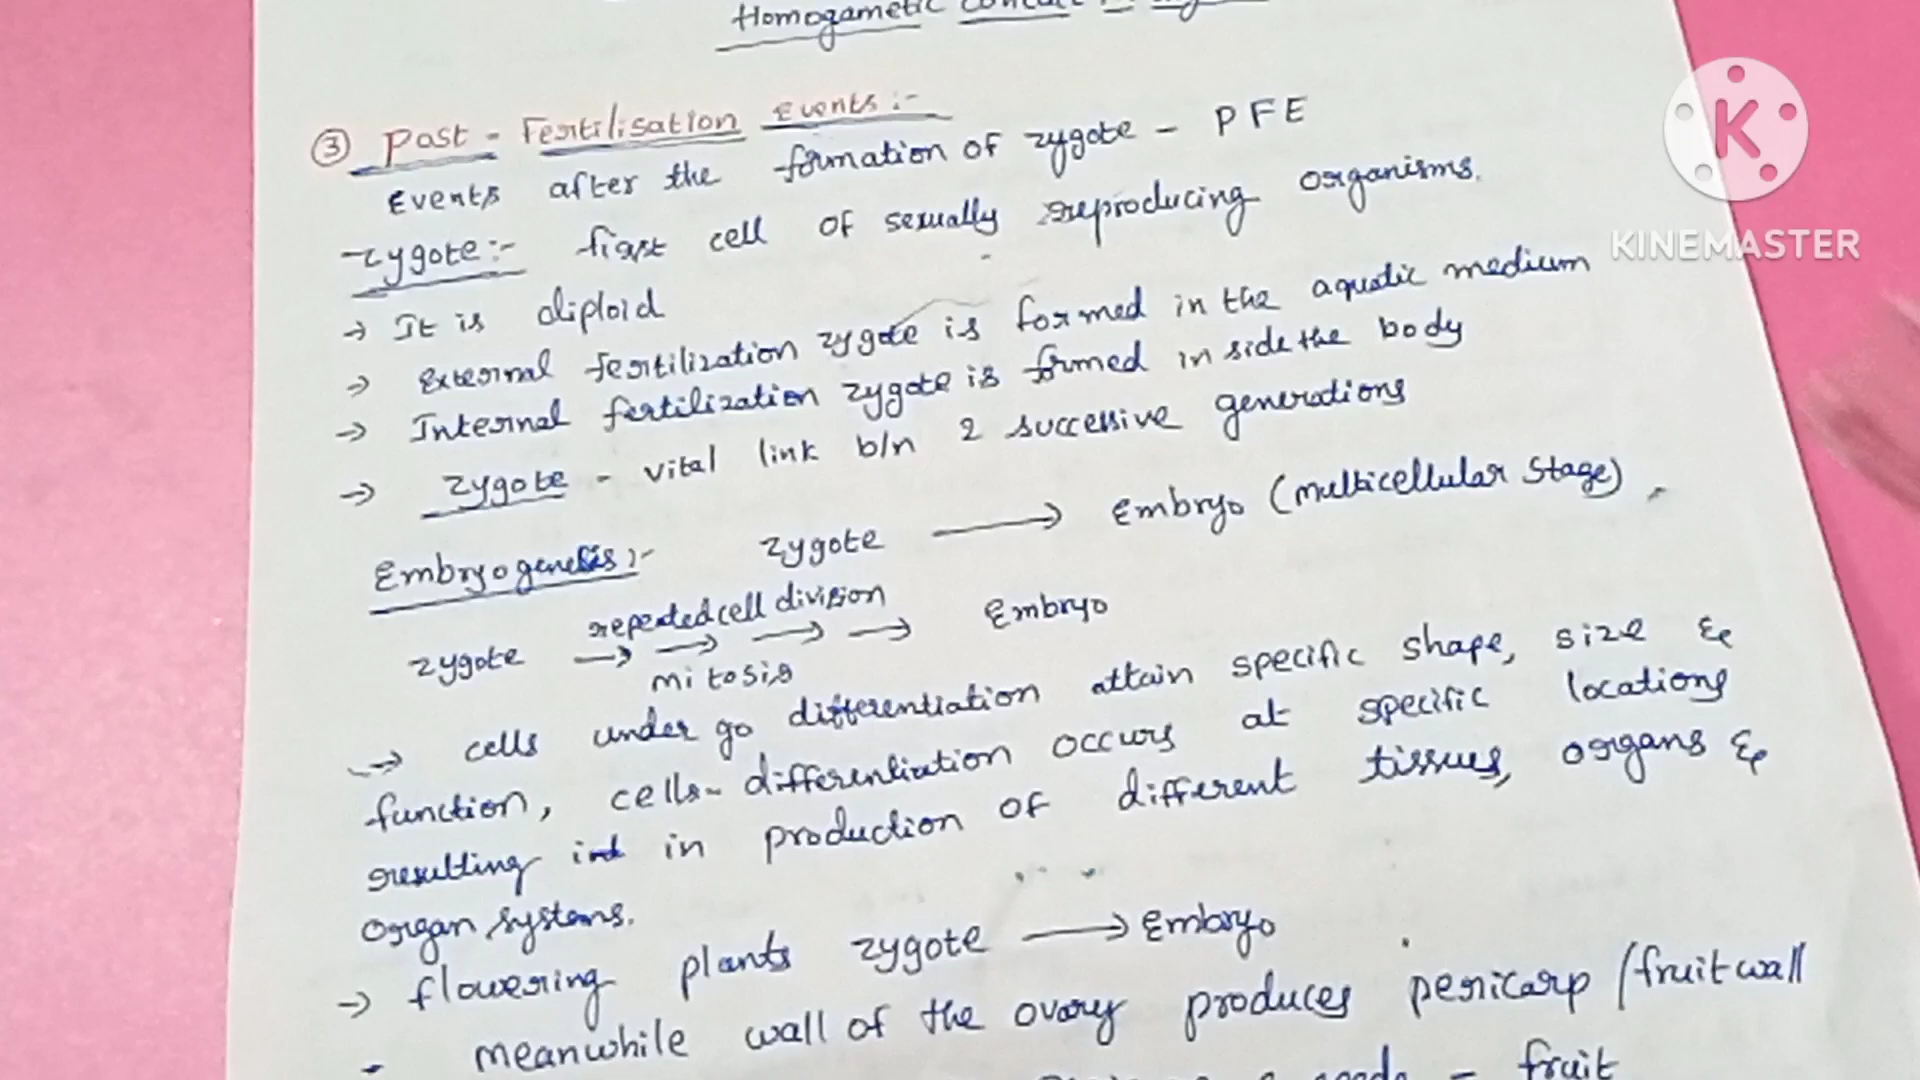 Homogametic
③ Post - Fertilisation Events :-
Events after the formation of zygote - PFE
Zygote :- first cell of sexually reproducing organisms.
→ It is diploid
→ External fertilization zygote is formed in the aquatic medium
→ Internal fertilization zygote is formed in side the body
→ Zygote - vital link b/n 2 successive generations
Embryogenesis :- zygote → Embryo (multicellular Stage)
repeated cell division
zygote → → → → Embryo
mitosis
→ cells under go differentiation attain specific shape, size &
function, cells - differentiation occurs at specific locations
resulting in production of different tissues, organs &
organ systems.
→ flowering plants zygote → Embryo
- meanwhile wall of the ovary produces pericarp / fruit wall
seeds - fruit
K
KINEMASTER